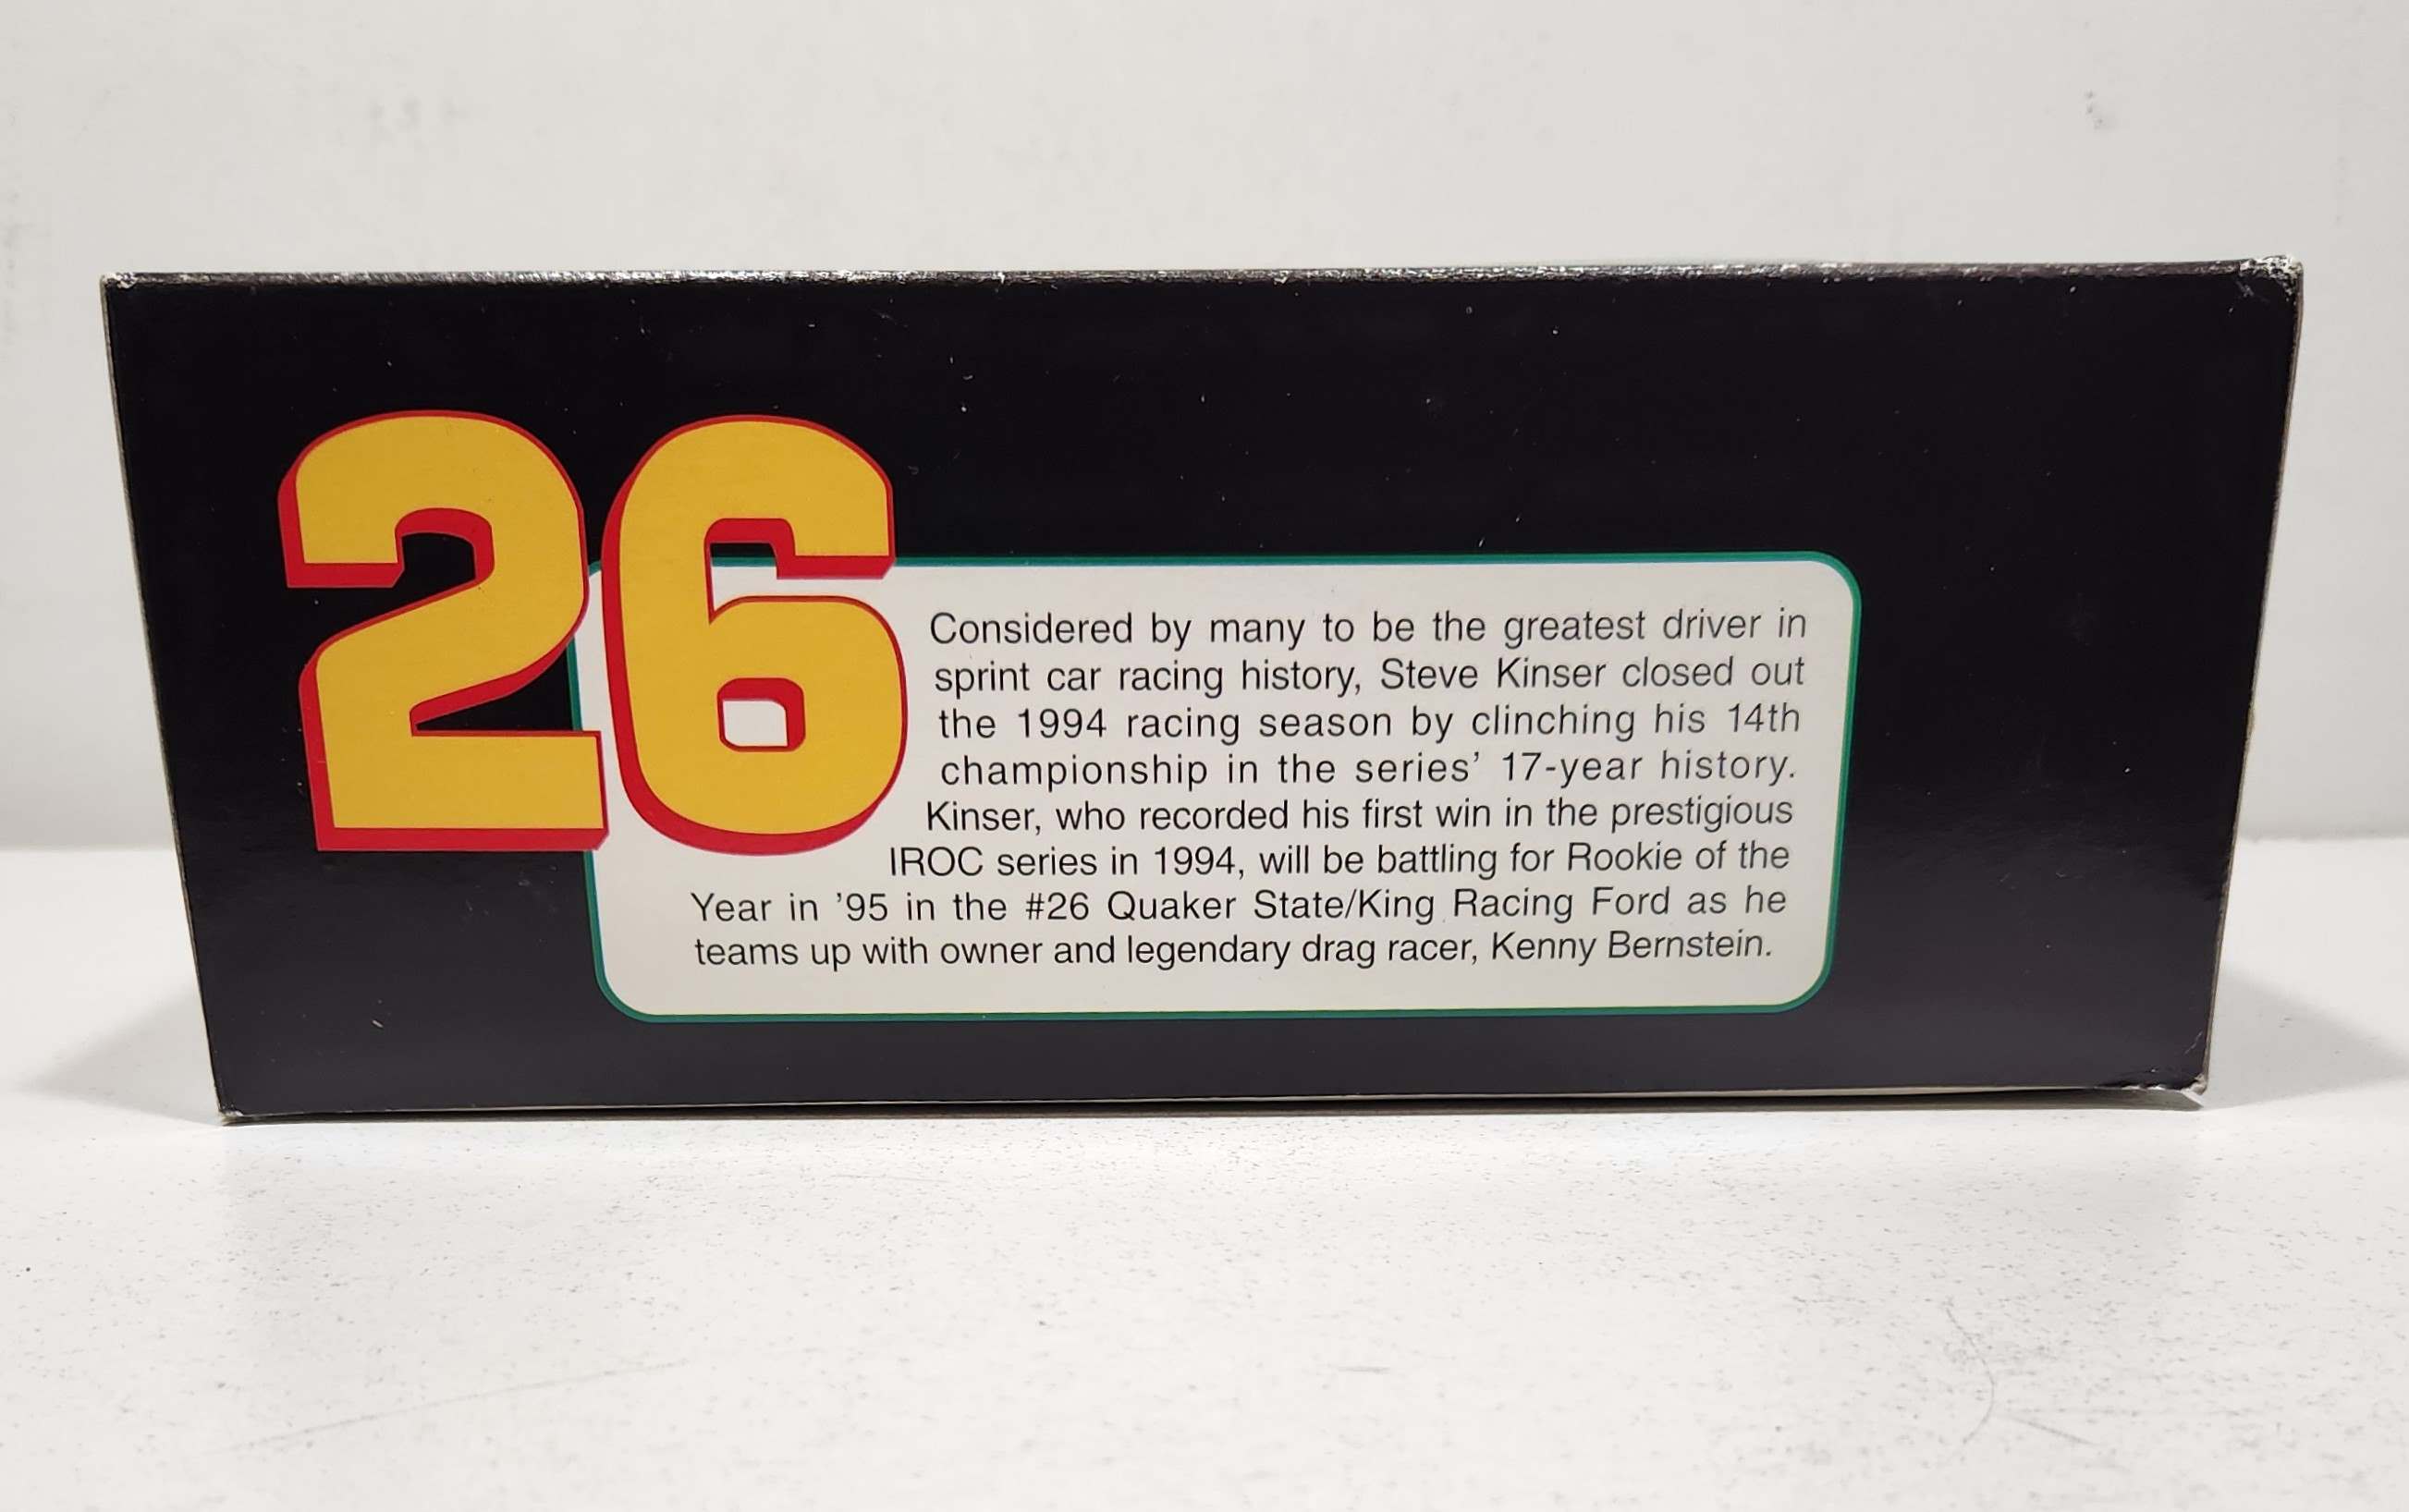 26
Considered by many to be the greatest driver in
sprint car racing history, Steve Kinser closed out
the 1994 racing season by clinching his 14th
championship in the series’ 17-year history.
Kinser, who recorded his first win in the prestigious
IROC series in 1994, will be battling for Rookie of the
Year in ’95 in the #26 Quaker State/King Racing Ford as he
teams up with owner and legendary drag racer, Kenny Bernstein.